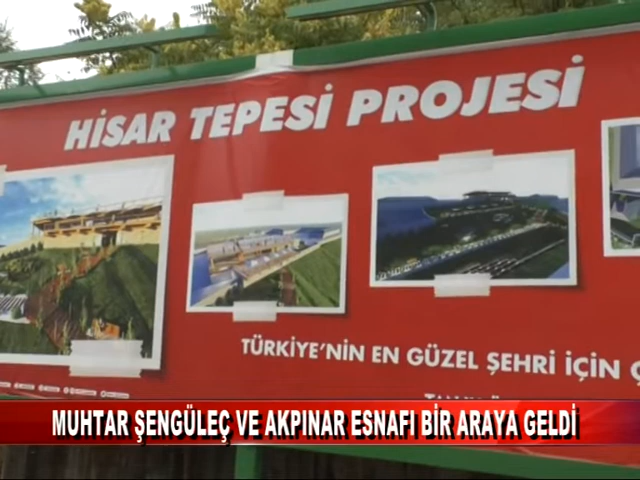 HİSAR TEPESİ PROJESİ
TÜRKİYE'NİN EN GÜZEL ŞEHRİ İÇİN Ç
MUHTAR ŞENGÜLEÇ VE AKPINAR ESNAFI BİR ARAYA GELDİ